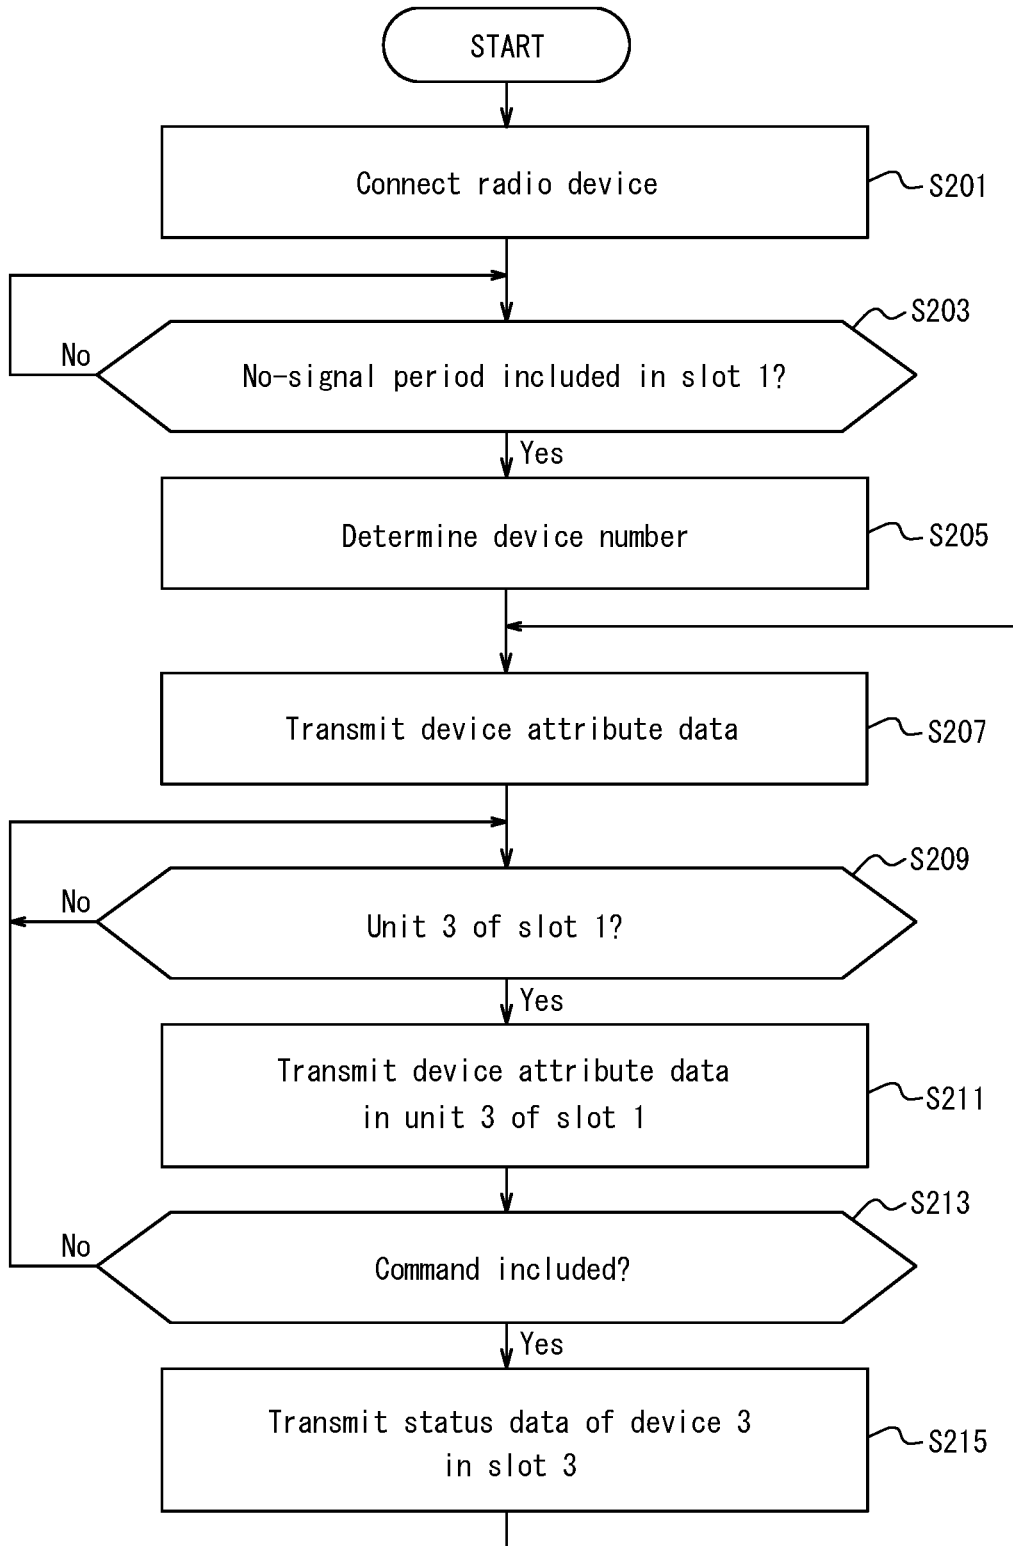 START
Connect radio device
S201
S203
No
No-signal period included in slot 1?
Yes
Determine device number
S205
Transmit device attribute data
S207
S209
No
Unit 3 of slot 1?
Yes
Transmit device attribute data
in unit 3 of slot 1
S211
S213
No
Command included?
Yes
Transmit status data of device 3
in slot 3
S215